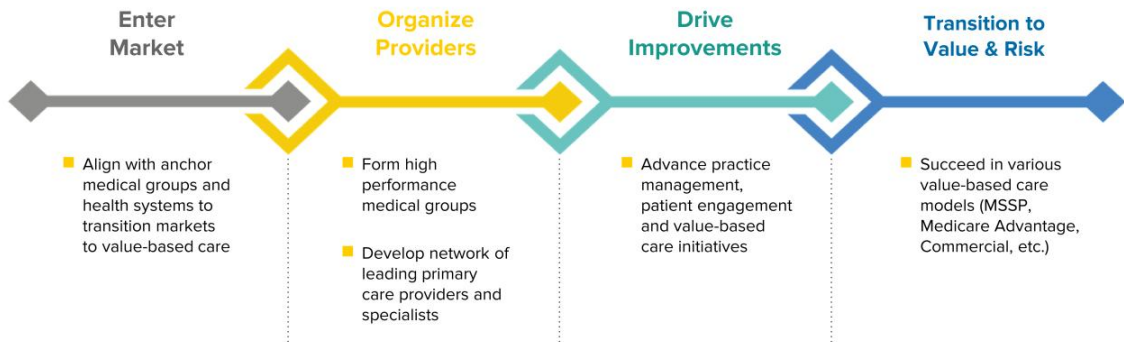 Enter
Market
Organize
Providers
Drive
Improvements
Transition to
Value & Risk
Align with anchor
medical groups and
health systems to
transition markets
to value-based care
Form high
performance
medical groups
Develop network of
leading primary
care providers and
specialists
Advance practice
management,
patient engagement
and value-based
care initiatives
Succeed in various
value-based care
models (MSSP,
Medicare Advantage,
Commercial, etc.)